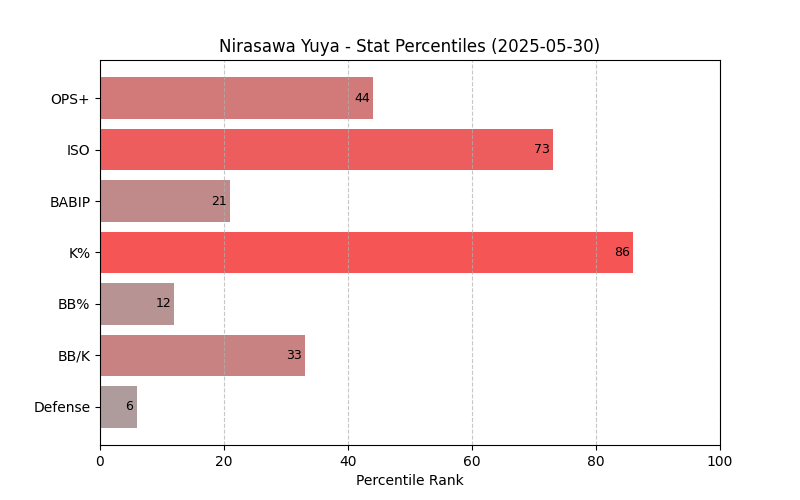 Nirasawa Yuya - Stat Percentiles (2025-05-30)
OPS+ 44
ISO 73
BABIP 21
K% 86
BB% 12
BB/K 33
Defense 6
0 20 40 60 80 100
Percentile Rank